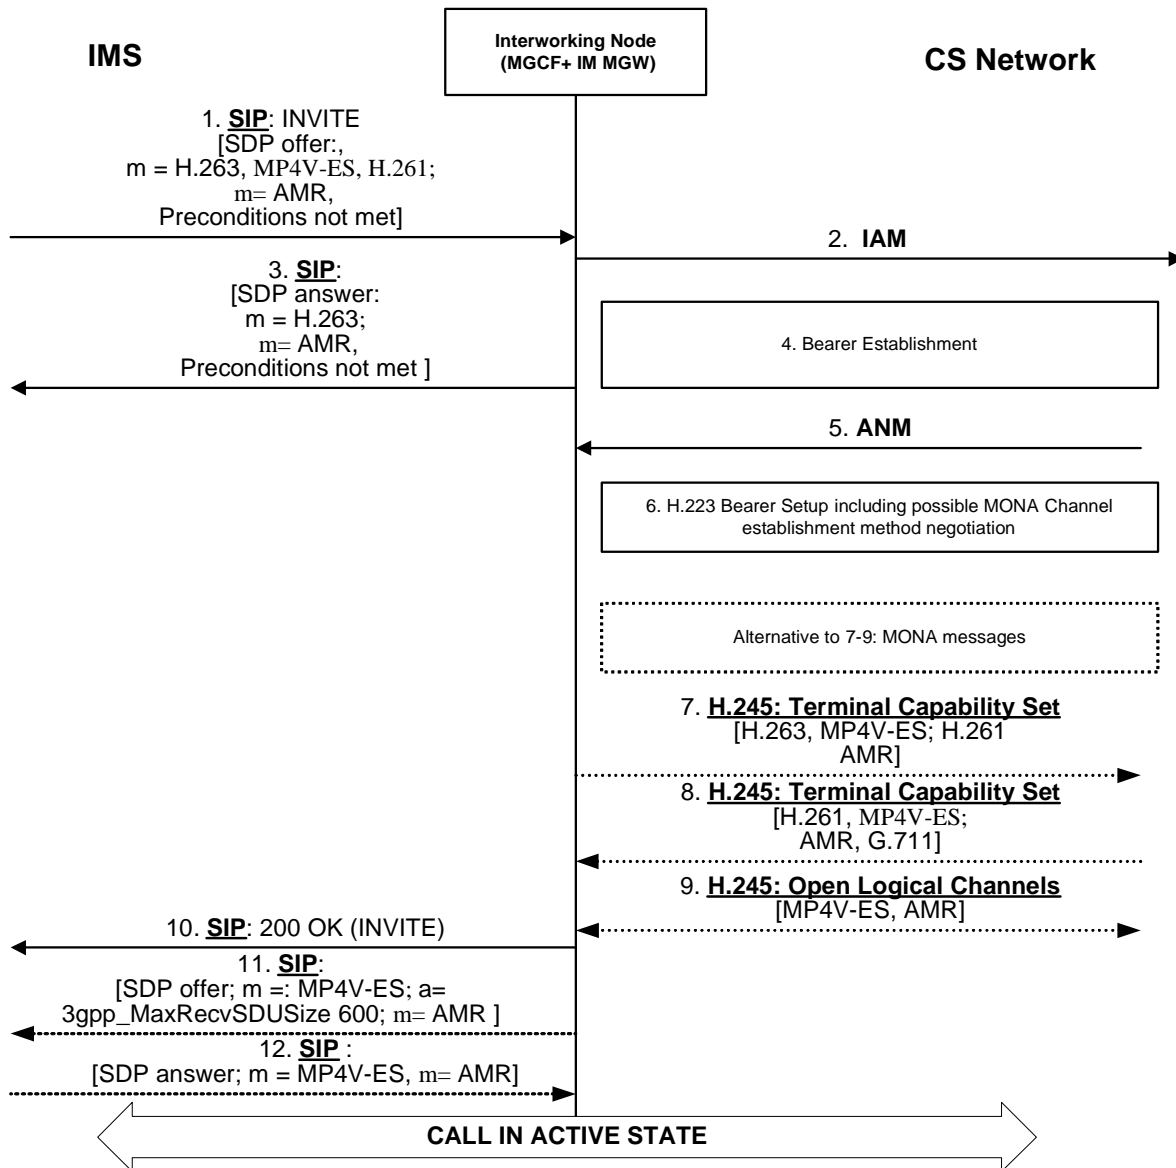 IMS
Interworking Node
(MGCF+ IM MGW)
CS Network
1. SIP: INVITE
[SDP offer:,
m = H.263, MP4V-ES, H.261;
m= AMR,
Preconditions not met]
2. IAM
3. SIP:
[SDP answer:
m = H.263;
m= AMR,
Preconditions not met ]
4. Bearer Establishment
5. ANM
6. H.223 Bearer Setup including possible MONA Channel
establishment method negotiation
Alternative to 7-9: MONA messages
7. H.245: Terminal Capability Set
[H.263, MP4V-ES; H.261
AMR]
8. H.245: Terminal Capability Set
[H.261, MP4V-ES;
AMR, G.711]
9. H.245: Open Logical Channels
[MP4V-ES, AMR]
10. SIP: 200 OK (INVITE)
11. SIP:
[SDP offer; m =: MP4V-ES; a=
3gpp_MaxRecvSDUSize 600; m= AMR ]
12. SIP :
[SDP answer; m = MP4V-ES, m= AMR]
CALL IN ACTIVE STATE